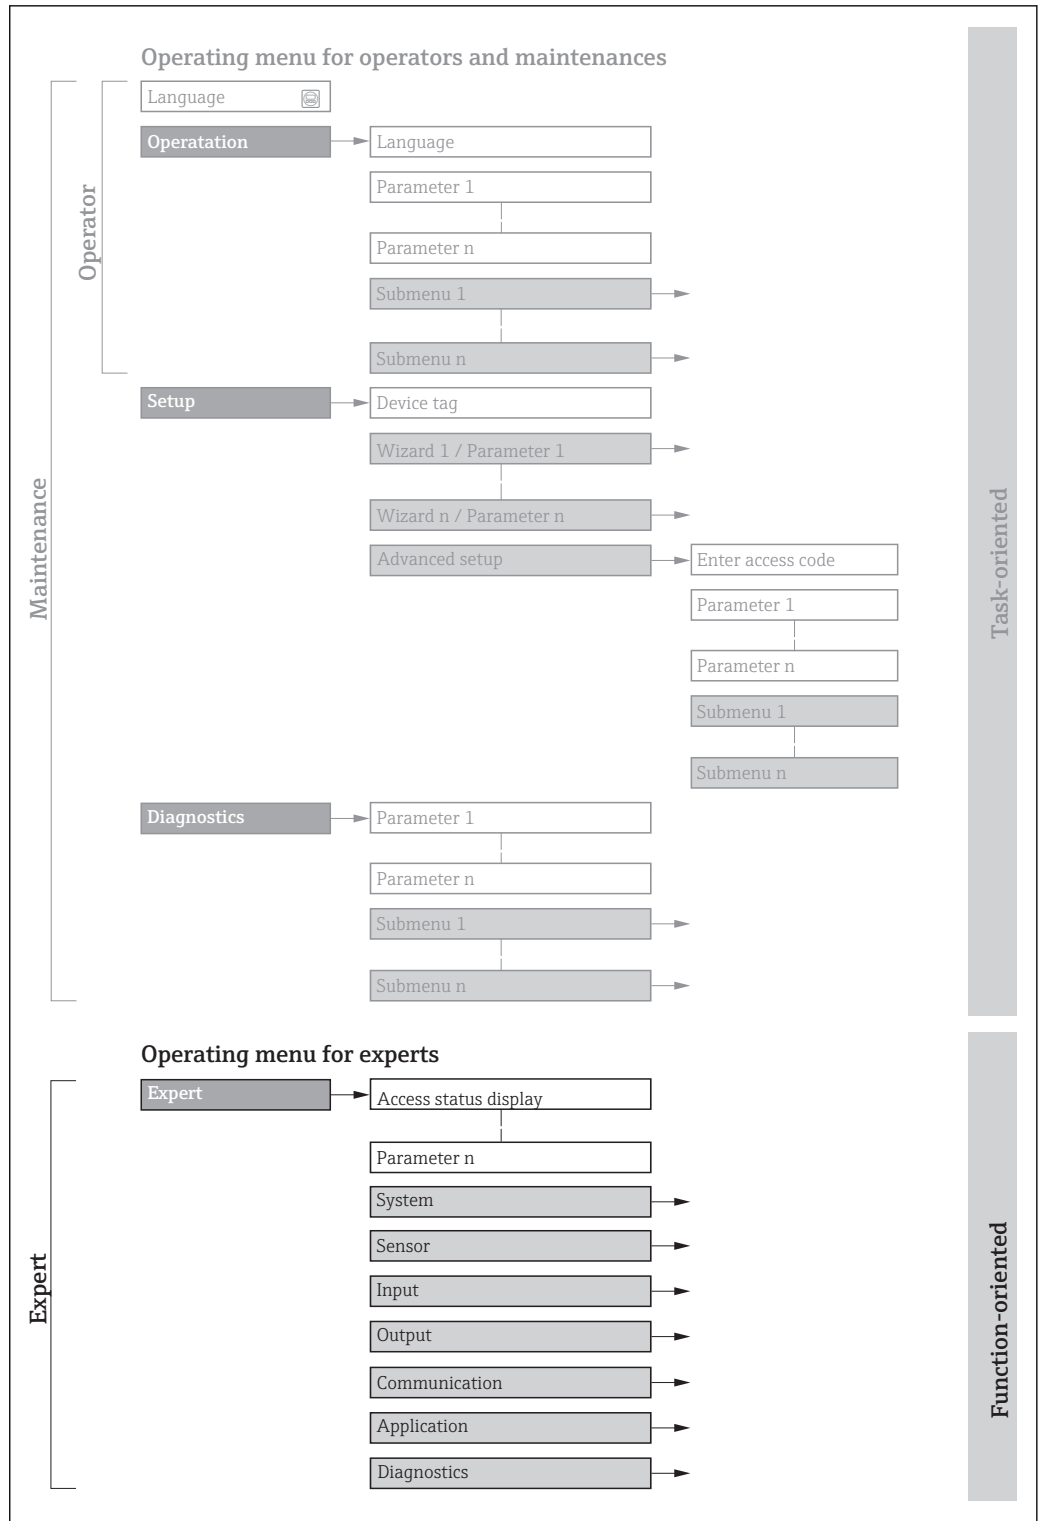 Operating menu for operators and maintenances
Language
Operatation
Language
Parameter 1
Parameter n
Submenu 1
Submenu n
Operator
Setup
Device tag
Wizard 1 / Parameter 1
Wizard n / Parameter n
Advanced setup
Enter access code
Parameter 1
Parameter n
Submenu 1
Submenu n
Maintenance
Task-oriented
Diagnostics
Parameter 1
Parameter n
Submenu 1
Submenu n
Operating menu for experts
Expert
Access status display
Parameter n
System
Sensor
Input
Output
Communication
Application
Diagnostics
Expert
Function-oriented